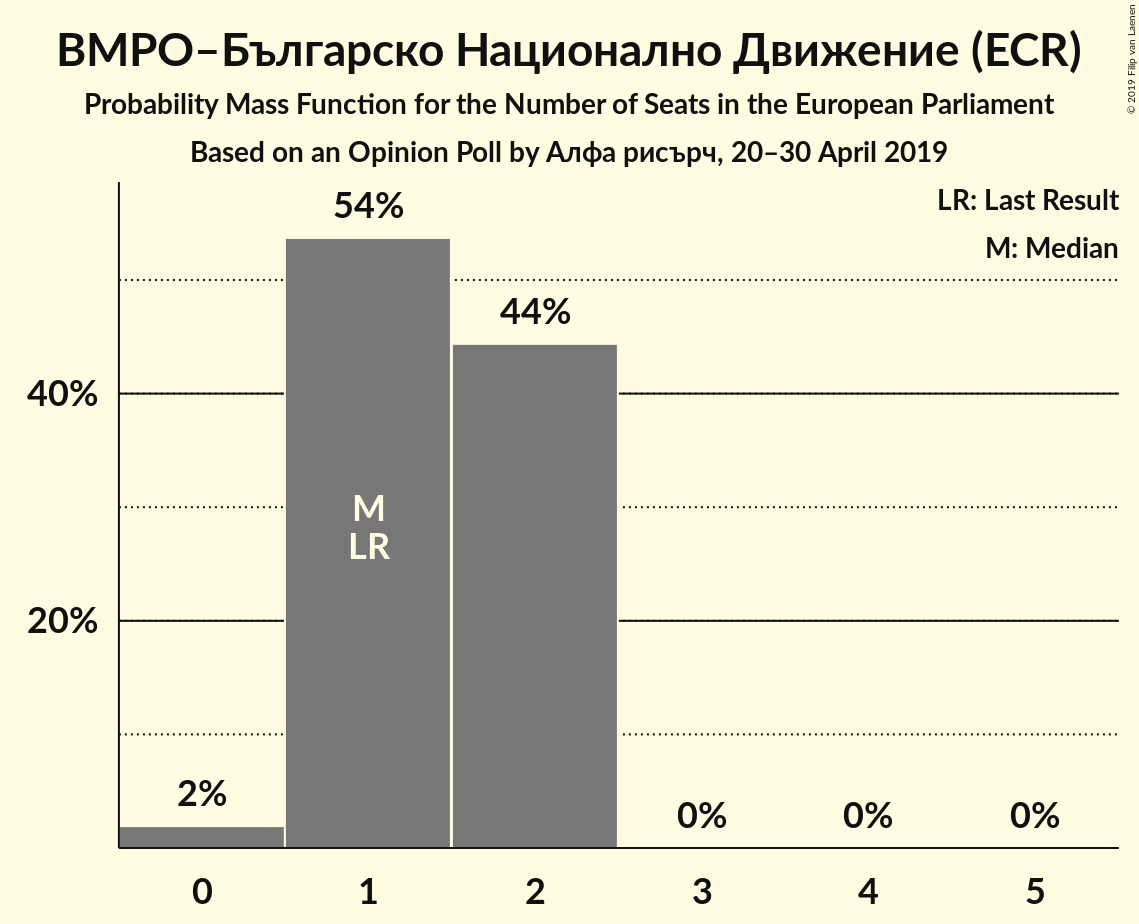 ВМРО–Българско Национално Движение (ECR)
Probability Mass Function for the Number of Seats in the European Parliament
Based on an Opinion Poll by Алфа рисърч, 20–30 April 2019
© 2019 Filip van Laenen
LR: Last Result
M: Median
54%
44%
40%
M
LR
20%
2%
0%
0%
0%
0
1
2
3
4
5